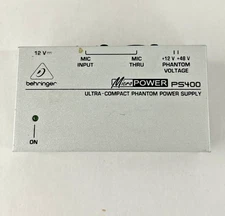 12 V
MIC INPUT
MIC THRU
+12 V +48 V
PHANTOM VOLTAGE
behringer
MicroPOWER PS400
ULTRA-COMPACT PHANTOM POWER SUPPLY
ON